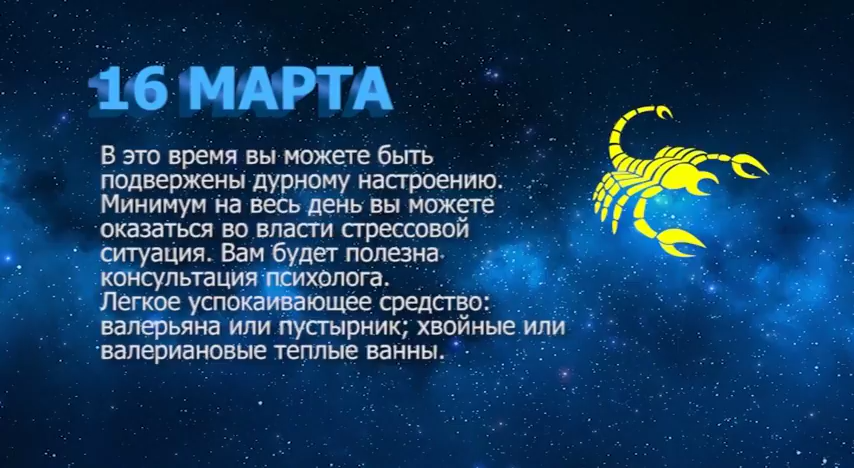 16 МАРТА
В это время вы можете быть
подвержены дурному настроению.
Минимум на весь день вы можете
оказаться во власти стрессовой
ситуация. Вам будет полезна
консультация психолога.
Легкое успокаивающее средство:
валерьяна или пустырник; хвойные или
валериановые теплые ванны.